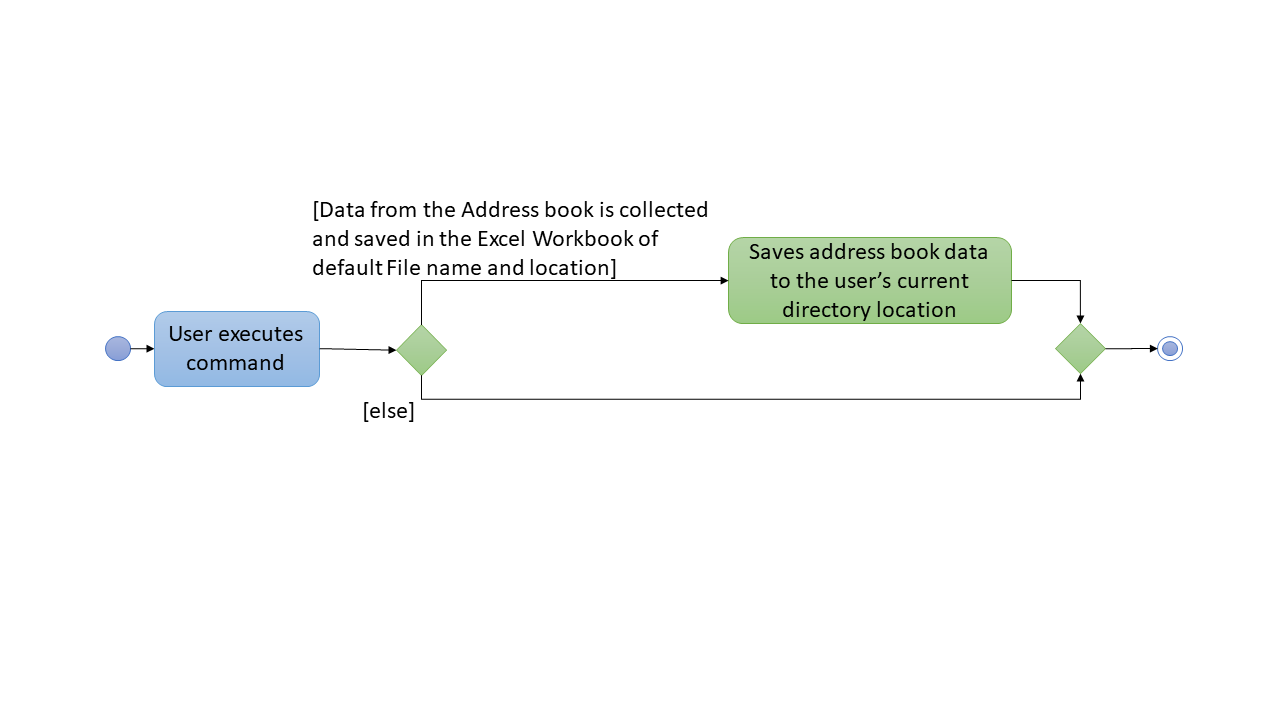 [Data from the Address book is collected
and saved in the Excel Workbook of
default File name and location]
Saves address book data
to the user’s current
directory location
User executes
command
[else]